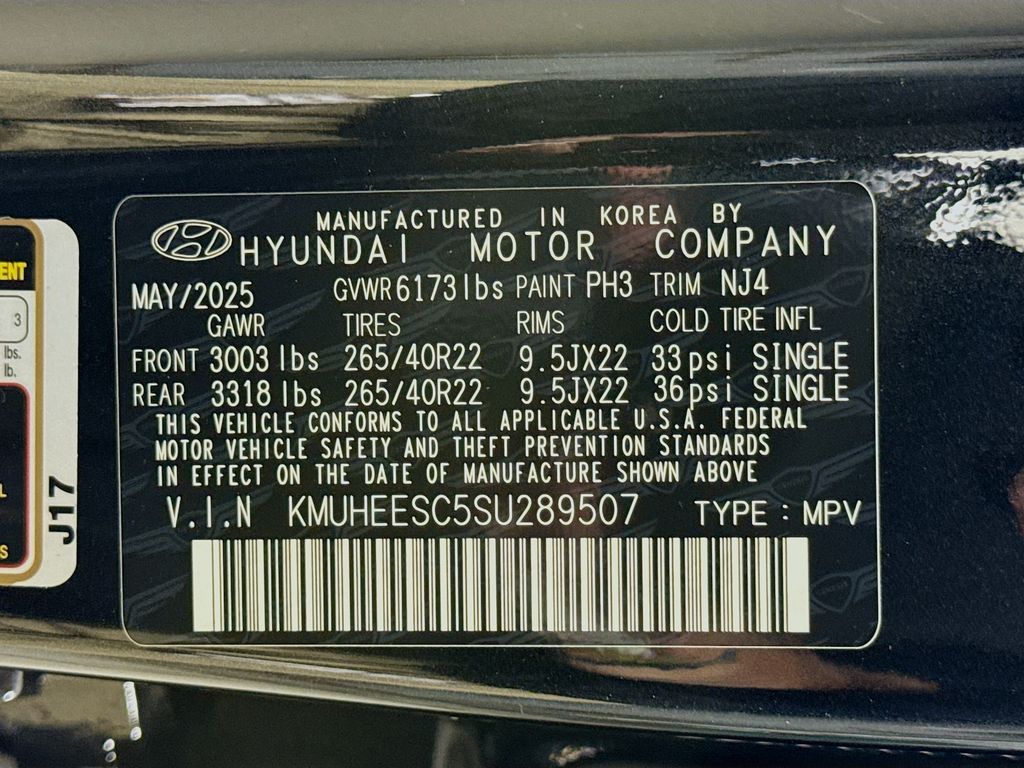 MANUFACTURED IN KOREA BY
HYUNDAI MOTOR COMPANY
MAY/2025 GVWR 6173lbs PAINT PH3 TRIM NJ4
GAWR TIRES RIMS COLD TIRE INFL
FRONT 3003 lbs 265/40R22 9.5JX22 33psi SINGLE
REAR 3318 lbs 265/40R22 9.5JX22 36psi SINGLE
THIS VEHICLE CONFORMS TO ALL APPLICABLE U.S.A. FEDERAL
MOTOR VEHICLE SAFETY AND THEFT PREVENTION STANDARDS
IN EFFECT ON THE DATE OF MANUFACTURE SHOWN ABOVE
V.I.N KMUHEESC5SU289507 TYPE : MPV
3
lbs.
lb.
J17